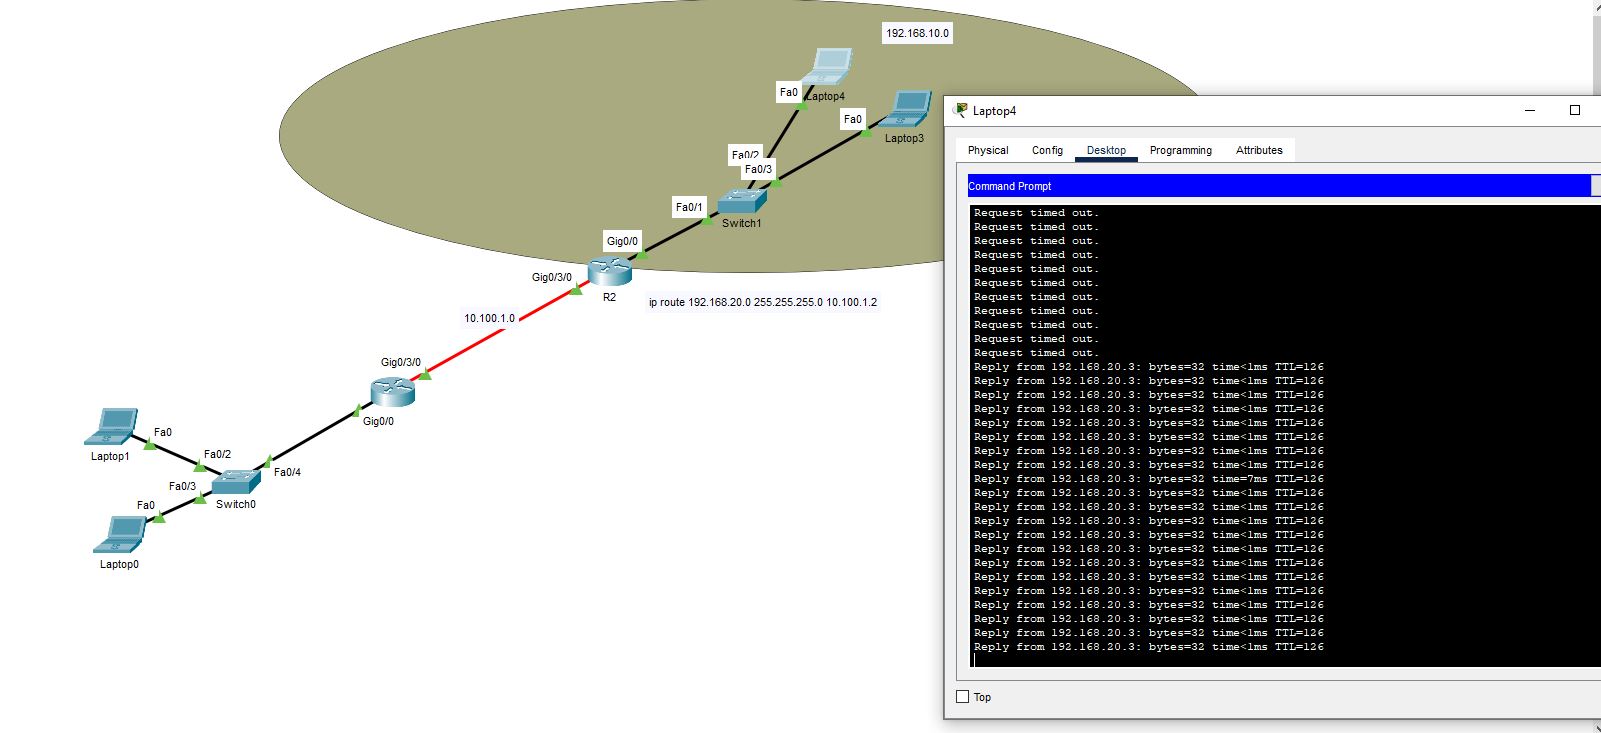 192.168.10.0
Fa0
Laptop4
Fa0
Laptop3
Fa0/2
Fa0/3
Fa0/1
Switch1
Gig0/0
Gig0/3/0
R2
ip route 192.168.20.0 255.255.255.0 10.100.1.2
10.100.1.0
Gig0/3/0
Gig0/0
Fa0
Laptop1
Fa0/2
Fa0/4
Fa0/3
Switch0
Fa0
Laptop0
Laptop4
Physical Config Desktop Programming Attributes
Command Prompt
Request timed out.
Request timed out.
Request timed out.
Request timed out.
Request timed out.
Request timed out.
Request timed out.
Request timed out.
Request timed out.
Request timed out.
Request timed out.
Reply from 192.168.20.3: bytes=32 time<1ms TTL=126
Reply from 192.168.20.3: bytes=32 time<1ms TTL=126
Reply from 192.168.20.3: bytes=32 time<1ms TTL=126
Reply from 192.168.20.3: bytes=32 time<1ms TTL=126
Reply from 192.168.20.3: bytes=32 time<1ms TTL=126
Reply from 192.168.20.3: bytes=32 time<1ms TTL=126
Reply from 192.168.20.3: bytes=32 time<1ms TTL=126
Reply from 192.168.20.3: bytes=32 time<1ms TTL=126
Reply from 192.168.20.3: bytes=32 time=7ms TTL=126
Reply from 192.168.20.3: bytes=32 time<1ms TTL=126
Reply from 192.168.20.3: bytes=32 time<1ms TTL=126
Reply from 192.168.20.3: bytes=32 time<1ms TTL=126
Reply from 192.168.20.3: bytes=32 time<1ms TTL=126
Reply from 192.168.20.3: bytes=32 time<1ms TTL=126
Reply from 192.168.20.3: bytes=32 time<1ms TTL=126
Reply from 192.168.20.3: bytes=32 time<1ms TTL=126
Reply from 192.168.20.3: bytes=32 time<1ms TTL=126
Reply from 192.168.20.3: bytes=32 time<1ms TTL=126
Reply from 192.168.20.3: bytes=32 time<1ms TTL=126
Reply from 192.168.20.3: bytes=32 time<1ms TTL=126
Reply from 192.168.20.3: bytes=32 time<1ms TTL=126
Top